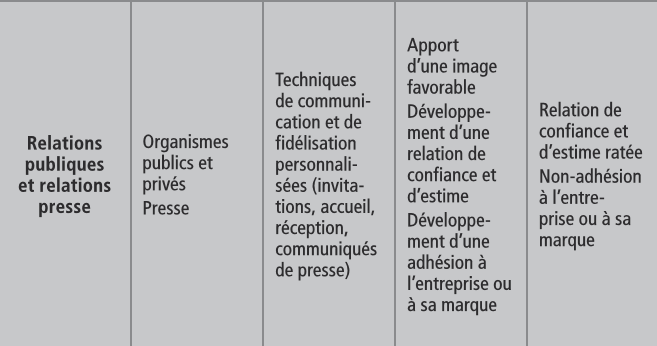 Relations
publiques
et relations
presse
Organismes
publics et
privés
Presse
Techniques
de communi-
cation et de
fidélisation
personnali-
sées (invita-
tions, accueil,
réception,
communiqués
de presse)
Apport
d’une image
favorable
Développe-
ment d’une
relation de
confiance et
d’estime
Développe-
ment d’une
adhésion à
l’entreprise ou
à sa marque
Relation de
confiance et
d’estime ratée
Non-adhésion
à l’entre-
prise ou à sa
marque